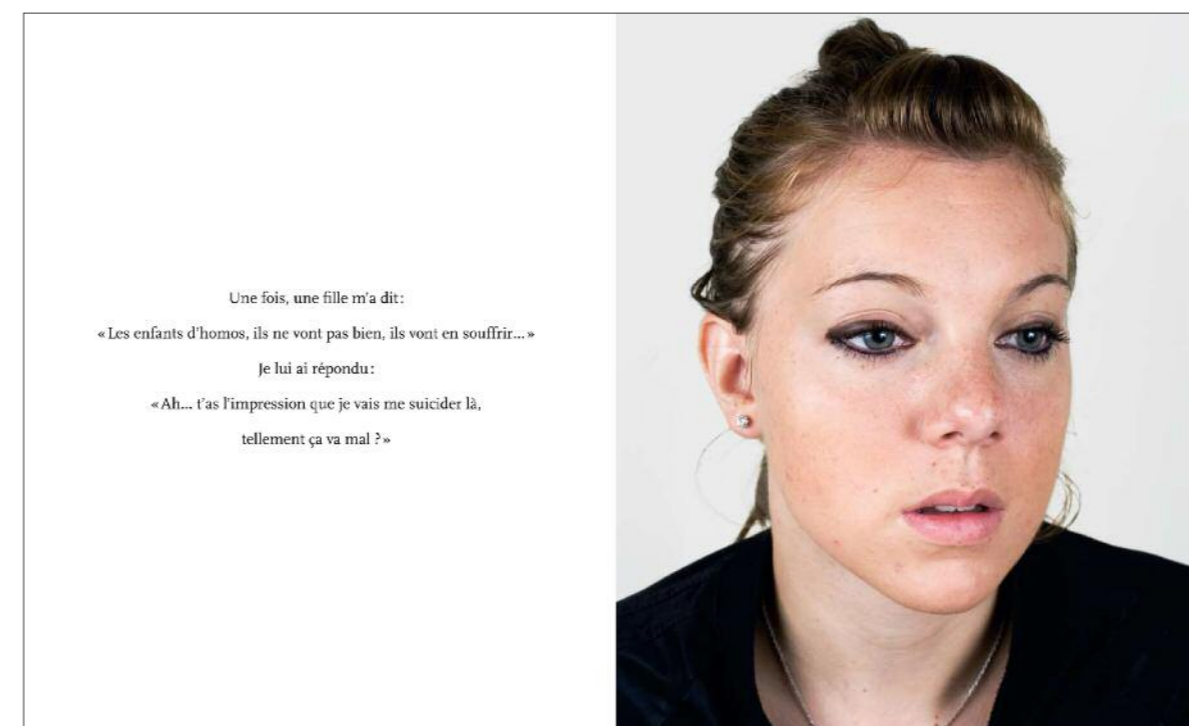 Une fois, une fille m'a dit:
«Les enfants d'homos, ils ne vont pas bien, ils vont en souffrir...»
Je lui ai répondu:
«Ah... t'as l'impression que je vais me suicider là,
tellement ça va mal ?»